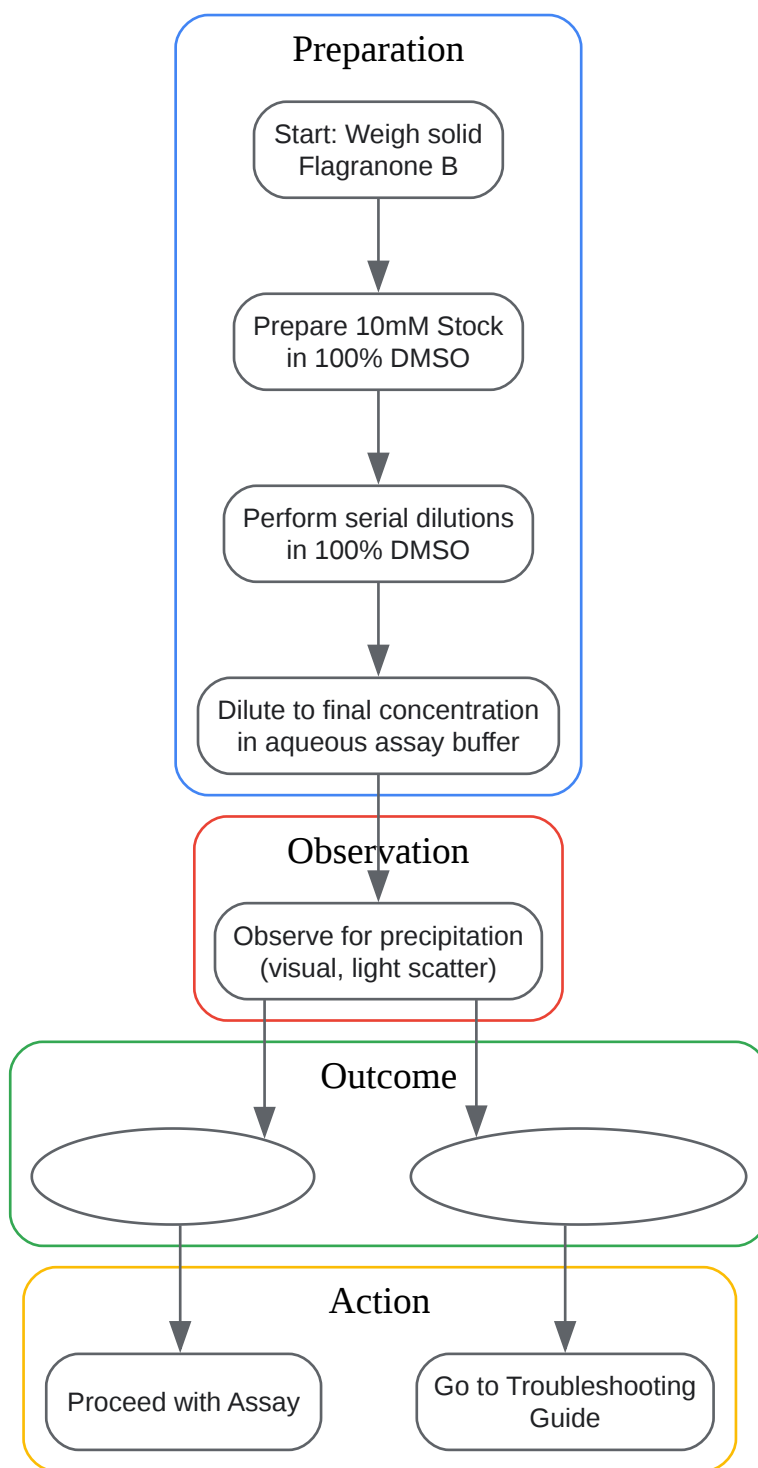 Preparation
Start: Weigh solid
Flagranone B
Prepare 10mM Stock
in 100% DMSO
Perform serial dilutions
in 100% DMSO
Dilute to final concentration
in aqueous assay buffer
Observation
Observe for precipitation
(visual, light scatter)
Outcome
Action
Proceed with Assay
Go to Troubleshooting
Guide